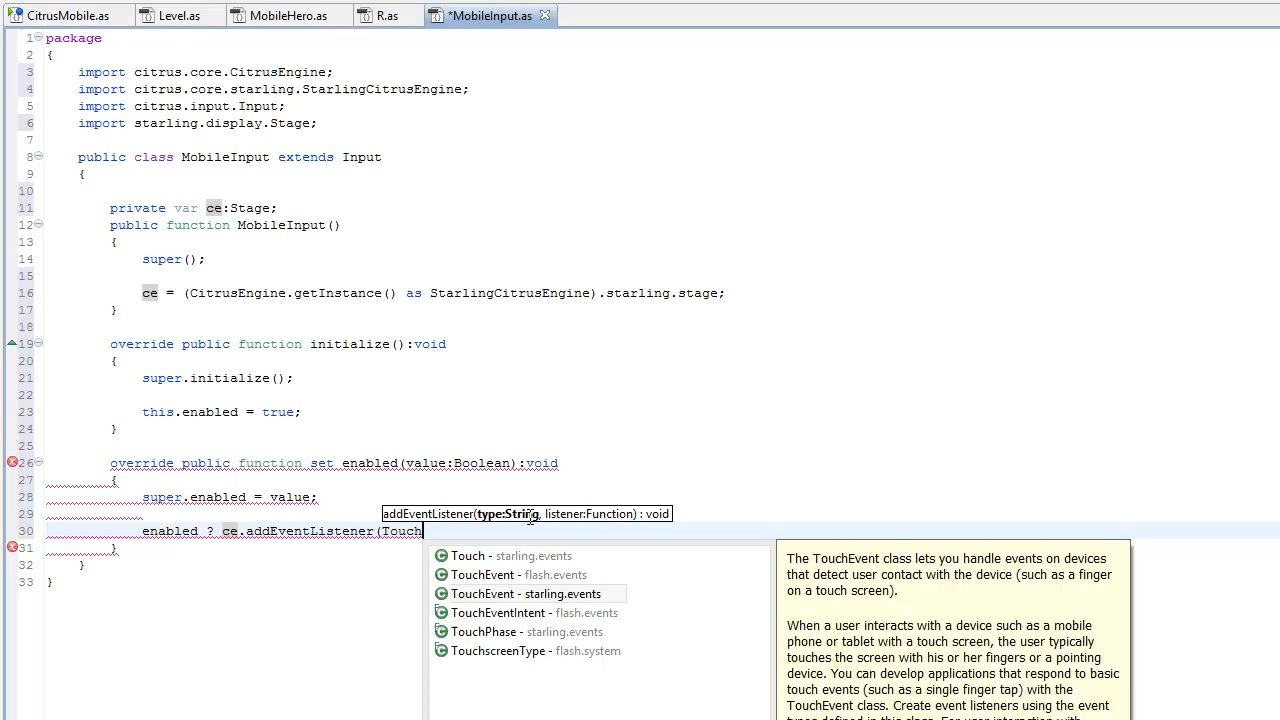 CitrusMobile.as Level.as MobileHero.as R.as *MobileInput.as
1 package
2 {
3 import citrus.core.CitrusEngine;
4 import citrus.core.starling.StarlingCitrusEngine;
5 import citrus.input.Input;
6 import starling.display.Stage;
7
8 public class MobileInput extends Input
9 {
10
11 private var ce:Stage;
12 public function MobileInput()
13 {
14 super();
15
16 ce = (CitrusEngine.getInstance() as StarlingCitrusEngine).starling.stage;
17 }
18
19 override public function initialize():void
20 {
21 super.initialize();
22
23 this.enabled = true;
24 }
25
26 override public function set enabled(value:Boolean):void
27 {
28 super.enabled = value;
29 addEventListener(type:String, listener:Function) : void
30 enabled ? ce.addEventListener(Touch
31 }
32 }
33 }
Touch - starling.events
TouchEvent - flash.events
TouchEvent - starling.events
TouchEventIntent - flash.events
TouchPhase - starling.events
TouchscreenType - flash.system
The TouchEvent class lets you handle events on devices
that detect user contact with the device (such as a finger
on a touch screen).
When a user interacts with a device such as a mobile
phone or tablet with a touch screen, the user typically
touches the screen with his or her fingers or a pointing
device. You can develop applications that respond to basic
touch events (such as a single finger tap) with the
TouchEvent class. Create event listeners using the event